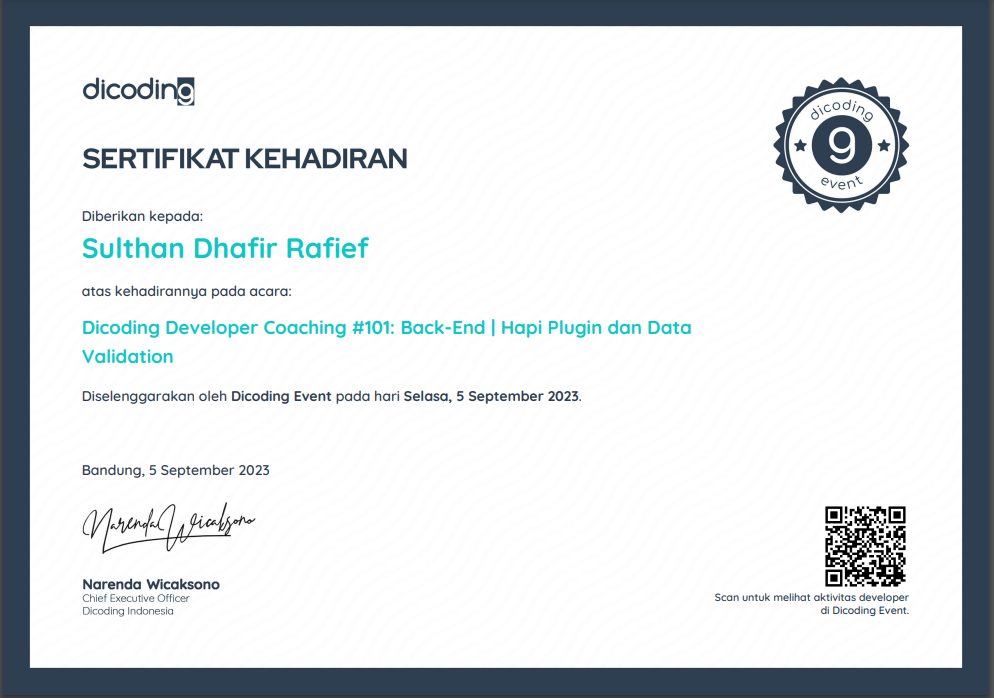 dicoding
dicoding
9
event
SERTIFIKAT KEHADIRAN
Diberikan kepada:
Sulthan Dhafir Rafief
atas kehadirannya pada acara:
Dicoding Developer Coaching #101: Back-End | Hapi Plugin dan Data
Validation
Diselenggarakan oleh Dicoding Event pada hari Selasa, 5 September 2023.
Bandung, 5 September 2023
Narenda Wicaksono
Narenda Wicaksono
Chief Executive Officer
Dicoding Indonesia
Scan untuk melihat aktivitas developer
di Dicoding Event.